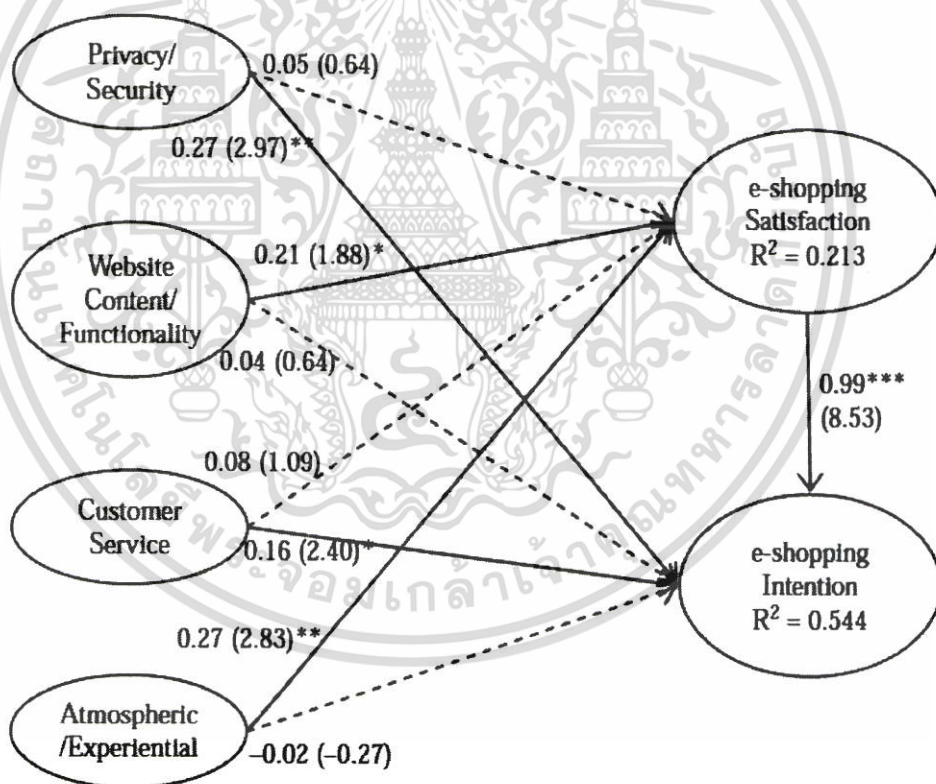 Privacy/
Security
0.05 (0.64)
0.27 (2.97)**
e-shopping
Satisfaction
R² = 0.213
Website
Content/
Functionality
0.21 (1.88)*
0.04 (0.64)
0.99***
(8.53)
0.08 (1.09)
Customer
Service
0.16 (2.40)*
e-shopping
Intention
R² = 0.544
0.27 (2.83)**
Atmospheric
/Experiential
−0.02 (−0.27)